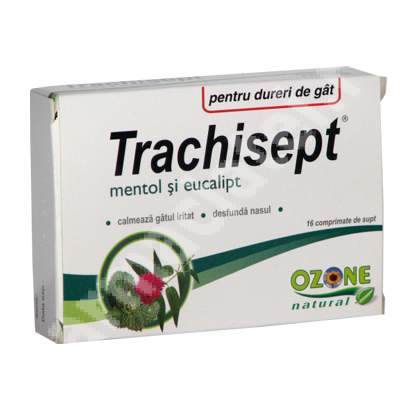 pentru dureri de gât
Trachisept®
mentol și eucalipt
• calmează gâtul iritat • desfundă nasul
16 comprimate de supt
OZONE
natural